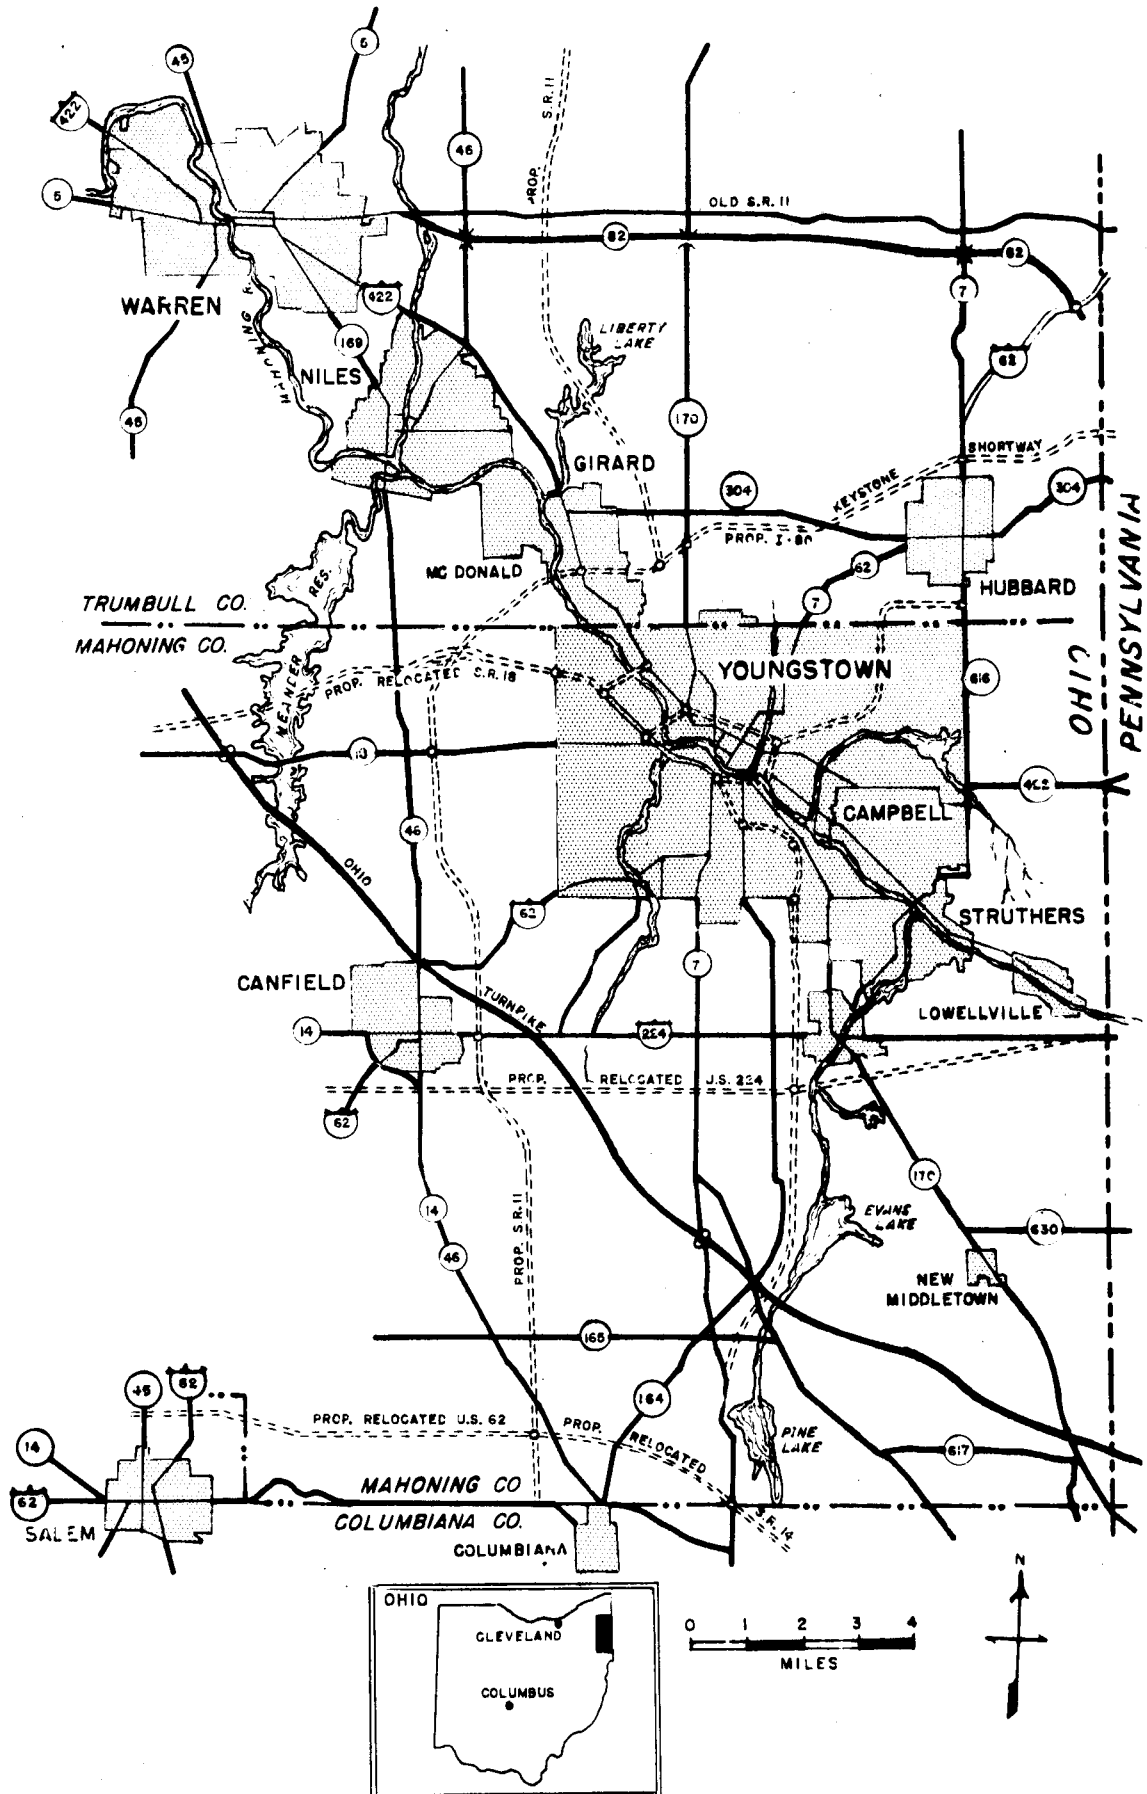 5
45
422
46
PROP. S.R. 11
5
OLD S.R. 11
82
82
7
WARREN
MAHONING R.
422
LIBERTY
LAKE
62
169
NILES
45
170
SHORTWAY
GIRARD
KEYSTONE
304
304
PROP. I-80
MC DONALD
62
HUBBARD
RES.
7
TRUMBULL CO.
MAHONING CO.
YOUNGSTOWN
OHIO
PENNSYLVANIA
616
PROP. RELOCATED S.R. 18
MEANDER
18
422
CAMPBELL
46
OHIO
62
STRUTHERS
7
CANFIELD
TURNPIKE
LOWELLVILLE
14
224
PROP. RELOCATED U.S. 224
62
170
14
EVANS
LAKE
630
46
PROP. S.R. 11
NEW
MIDDLETOWN
165
62
45
164
PROP. RELOCATED U.S. 62
PROP. RELOCATED
S.R. 14
PINE
LAKE
14
617
62
MAHONING CO
COLUMBIANA CO.
SALEM
COLUMBIANA
N
OHIO
CLEVELAND
COLUMBUS
0 1 2 3 4
MILES